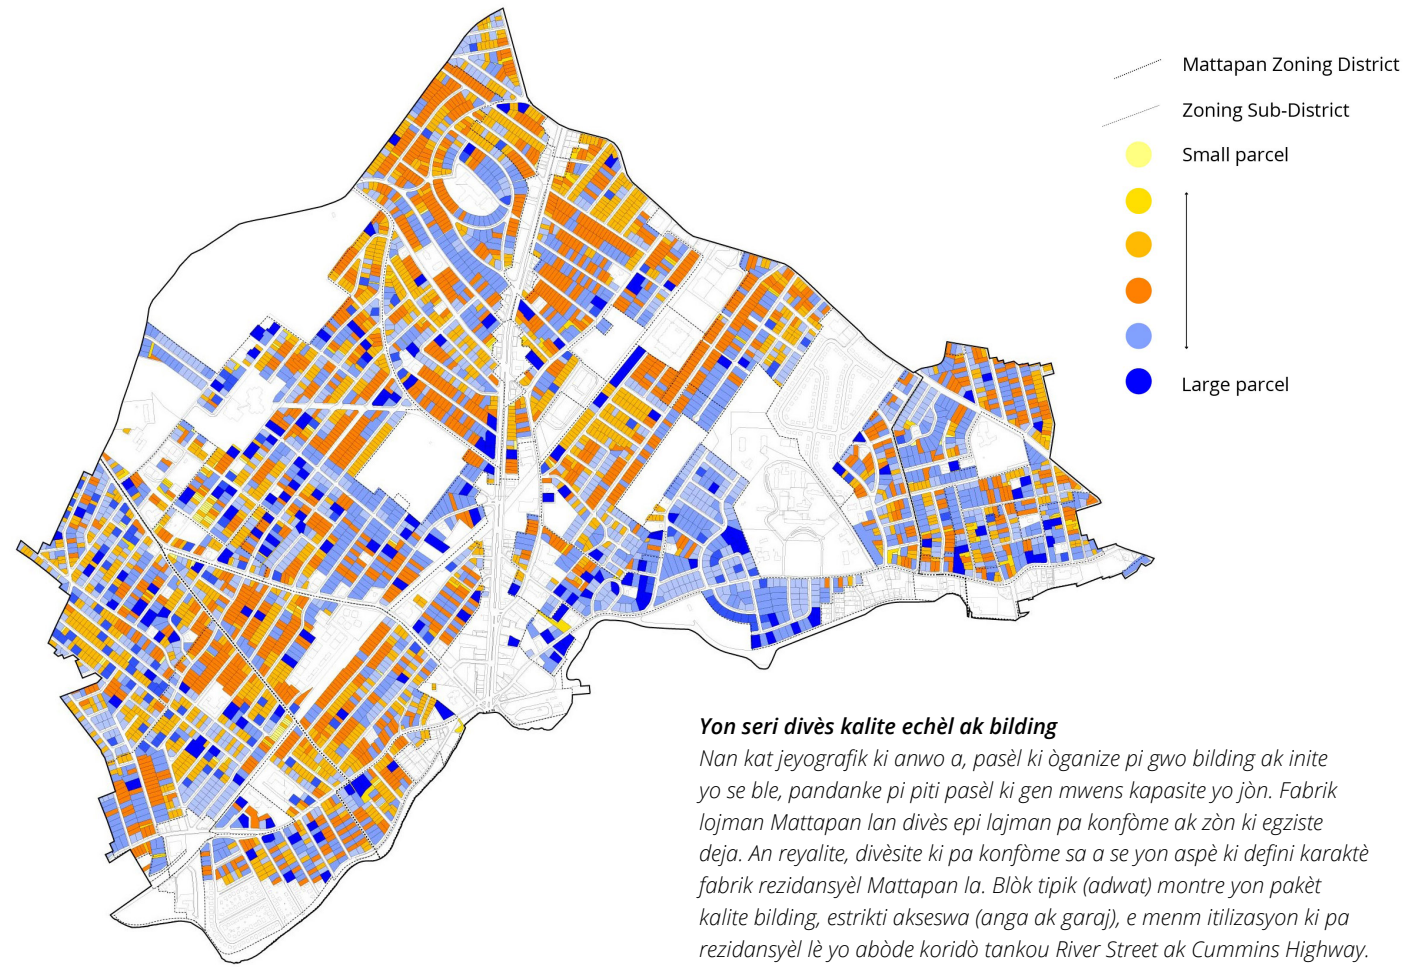 Mattapan Zoning District
Zoning Sub-District
Small parcel
Large parcel
Yon seri divès kalite echèl ak bilding
Nan kat jeyografik ki anwo a, pasèl ki òganize pi gwo bilding ak inite
yo se ble, pandanke pi piti pasèl ki gen mwens kapasite yo jòn. Fabrik
lojman Mattapan lan divès epi lajman pa konfòme ak zòn ki egziste
deja. An reyalite, divèsite ki pa konfòme sa a se yon aspè ki defini karaktè
fabrik rezidansyèl Mattapan la. Blòk tipik (adwat) montre yon pakèt
kalite bilding, estrikti akseswa (anga ak garaj), e menm itilizasyon ki pa
rezidansyèl lè yo abòde koridò tankou River Street ak Cummins Highway.